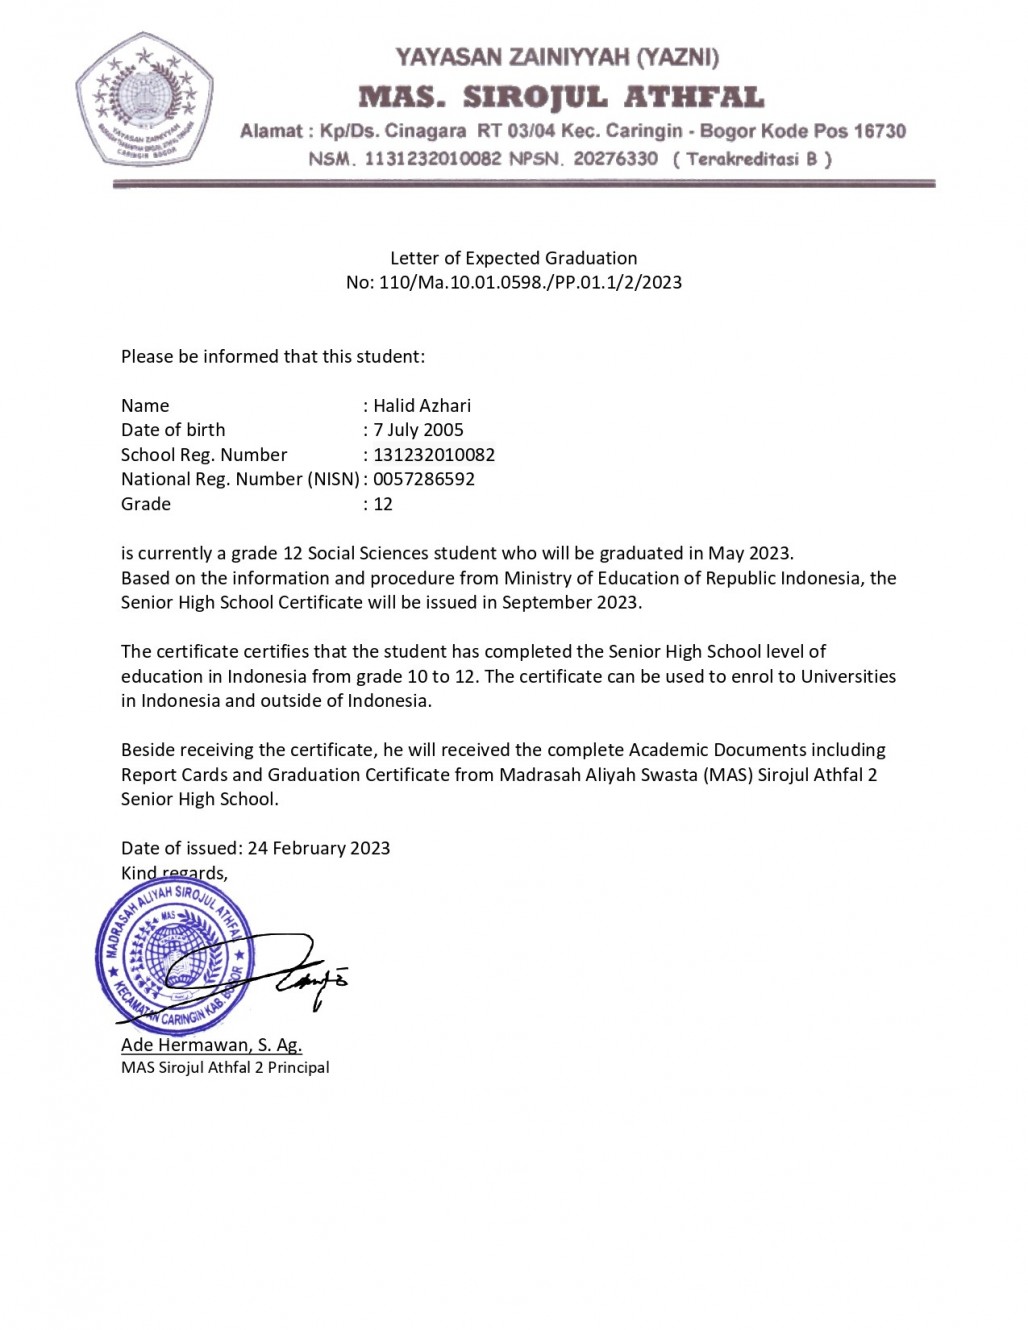 YAYASAN ZAINIYYAH (YAZNI)
MAS. SIROJUL ATHFAL
Alamat : Kp/Ds. Cinagara RT 03/04 Kec. Caringin - Bogor Kode Pos 16730
NSM. 1131232010082 NPSN. 20276330 ( Terakreditasi B )
YAYASAN ZAINIYYAH
CARINGIN BOGOR
Letter of Expected Graduation
No: 110/Ma.10.01.0598./PP.01.1/2/2023
Please be informed that this student:
Name : Halid Azhari
Date of birth : 7 July 2005
School Reg. Number : 131232010082
National Reg. Number (NISN) : 0057286592
Grade : 12
is currently a grade 12 Social Sciences student who will be graduated in May 2023.
Based on the information and procedure from Ministry of Education of Republic Indonesia, the
Senior High School Certificate will be issued in September 2023.
The certificate certifies that the student has completed the Senior High School level of
education in Indonesia from grade 10 to 12. The certificate can be used to enrol to Universities
in Indonesia and outside of Indonesia.
Beside receiving the certificate, he will received the complete Academic Documents including
Report Cards and Graduation Certificate from Madrasah Aliyah Swasta (MAS) Sirojul Athfal 2
Senior High School.
Date of issued: 24 February 2023
Kind regards,
MADRASAH ALIYAH SIROJUL ATHFAL
MAS
KECAMATAN CARINGIN KAB. BOGOR
Ade Hermawan, S. Ag.
MAS Sirojul Athfal 2 Principal